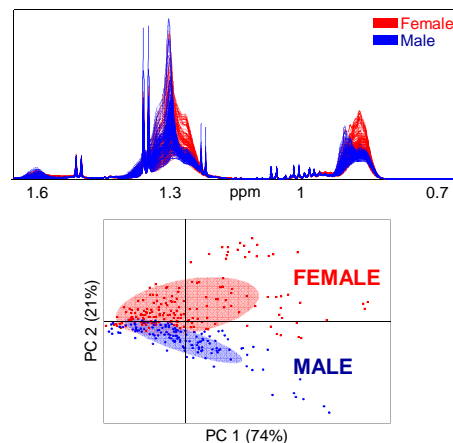 Female
Male
1.6 1.3 ppm 1 0.7
FEMALE
MALE
PC 2 (21%)
PC 1 (74%)